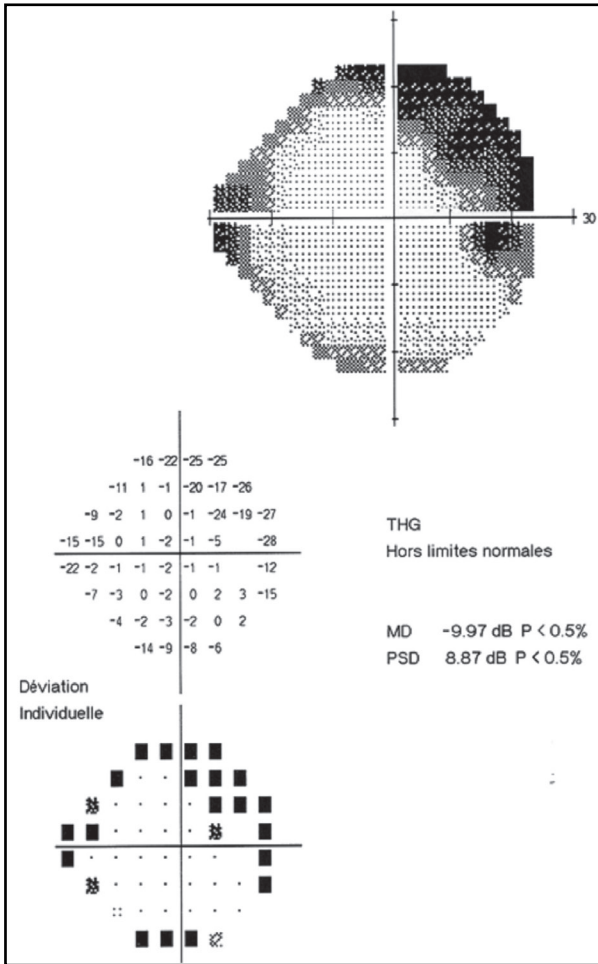 30
-16 -22 -25 -25
-11 1 -1 -20 -17 -26
-9 -2 1 0 -1 -24 -19 -27
-15 -15 0 1 -2 -1 -5 -28
-22 -2 -1 -1 -2 -1 -1 -12
-7 -3 0 -2 0 2 3 -15
-4 -2 -3 -2 0 2
-14 -9 -8 -6
THG
Hors limites normales
MD -9.97 dB P < 0.5%
PSD 8.87 dB P < 0.5%
Déviation
Individuelle